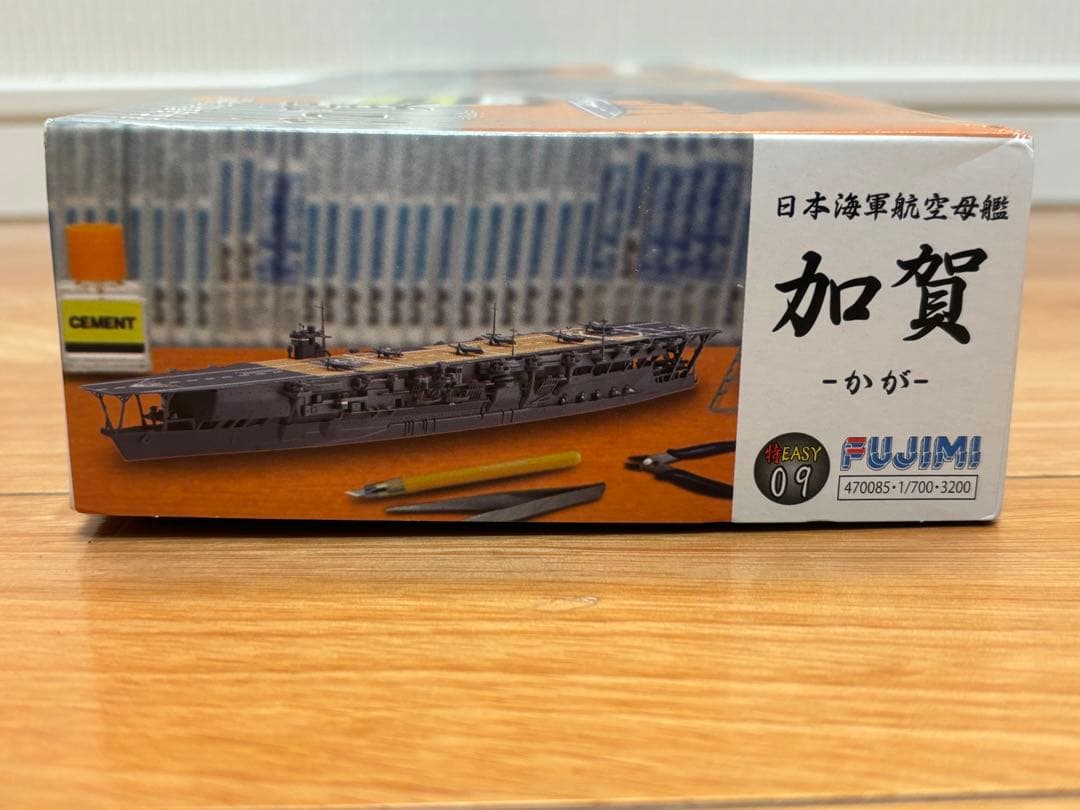 CEMENT
日本海軍航空母艦
加賀
-かが-
特EASY
09
FUJIMI
470085・1/700・3200